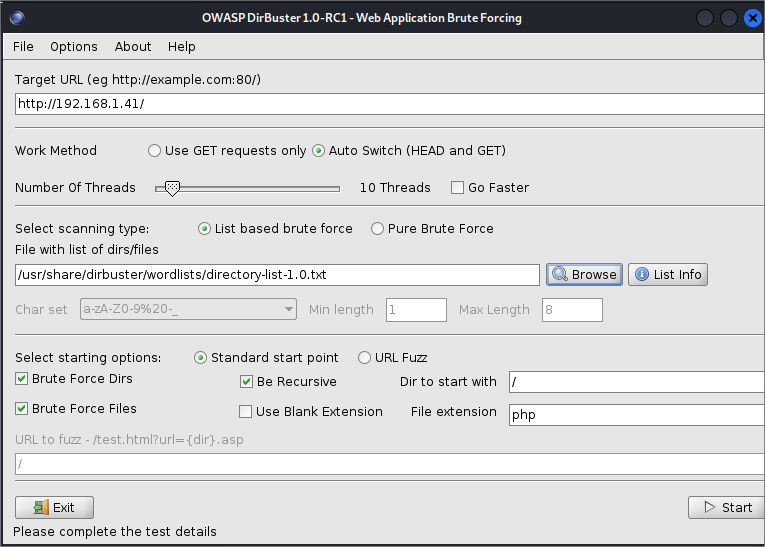 OWASP DirBuster 1.0-RC1 - Web Application Brute Forcing
File Options About Help
Target URL (eg http://example.com:80/)
http://192.168.1.41/
Work Method Use GET requests only Auto Switch (HEAD and GET)
Number Of Threads 10 Threads Go Faster
Select scanning type: List based brute force Pure Brute Force
File with list of dirs/files
/usr/share/dirbuster/wordlists/directory-list-1.0.txt Browse List Info
Char set a-zA-Z0-9%20-_ Min length 1 Max Length 8
Select starting options: Standard start point URL Fuzz
Brute Force Dirs Be Recursive Dir to start with /
Brute Force Files Use Blank Extension File extension php
URL to fuzz - /test.html?url={dir}.asp
/
Exit Start
Please complete the test details